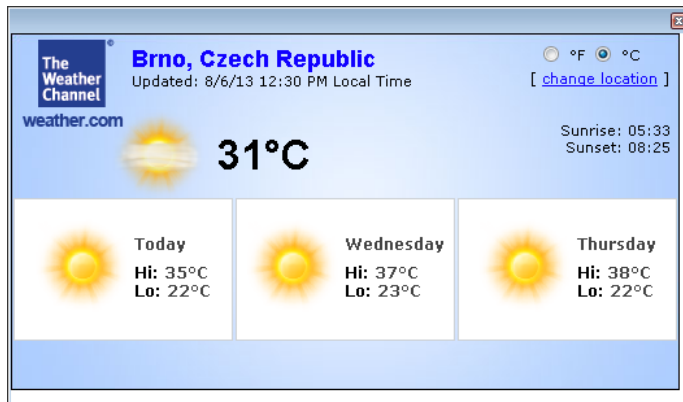 The
Weather
Channel
®
weather.com
Brno, Czech Republic
Updated: 8/6/13 12:30 PM Local Time
°F °C
[ change location ]
31°C
Sunrise: 05:33
Sunset: 08:25
Today
Hi: 35°C
Lo: 22°C
Wednesday
Hi: 37°C
Lo: 23°C
Thursday
Hi: 38°C
Lo: 22°C